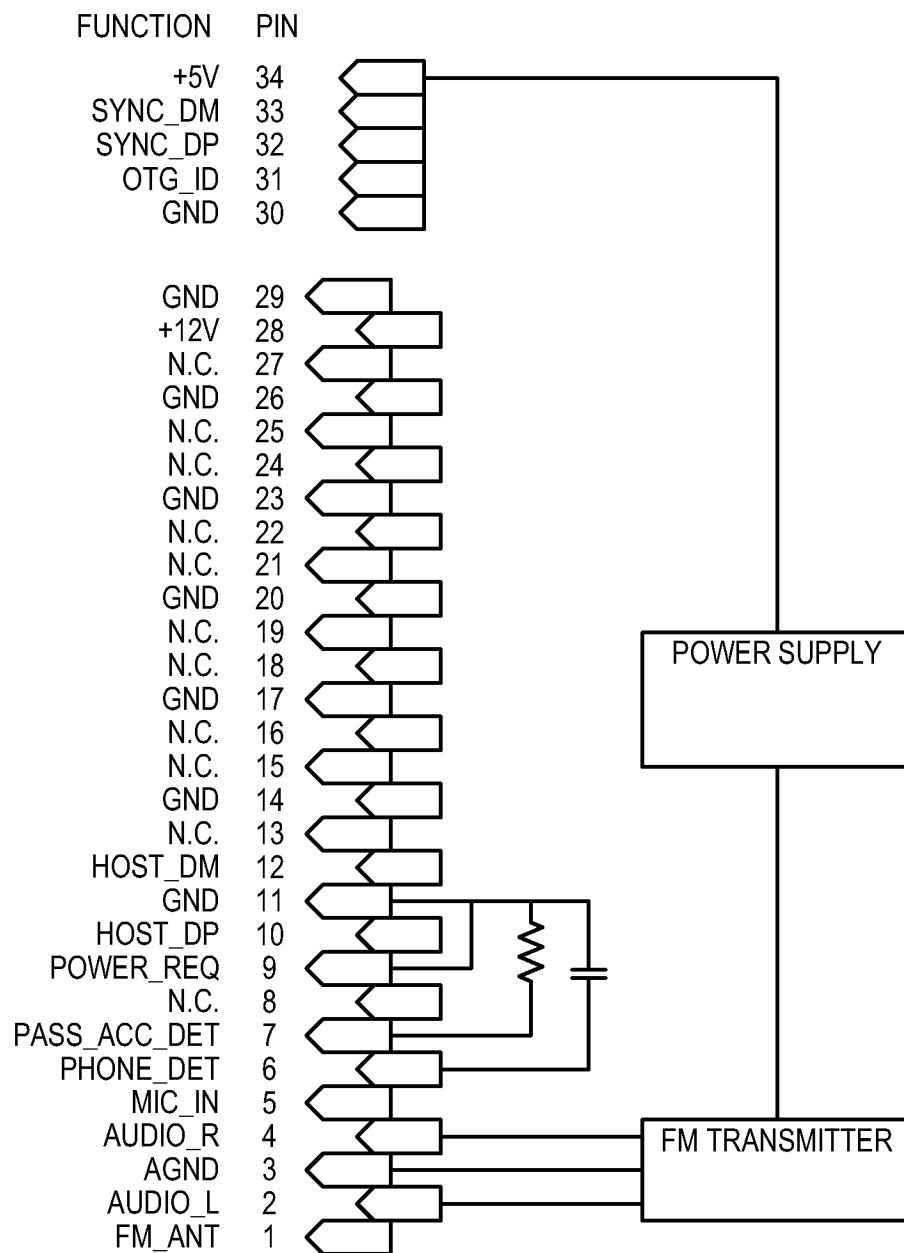 FUNCTION PIN
+5V 34
SYNC_DM 33
SYNC_DP 32
OTG_ID 31
GND 30
GND 29
+12V 28
N.C. 27
GND 26
N.C. 25
N.C. 24
GND 23
N.C. 22
N.C. 21
GND 20
N.C. 19
POWER SUPPLY
N.C. 18
GND 17
N.C. 16
N.C. 15
GND 14
N.C. 13
HOST_DM 12
GND 11
HOST_DP 10
POWER_REQ 9
N.C. 8
PASS_ACC_DET 7
PHONE_DET 6
MIC_IN 5
AUDIO_R 4
FM TRANSMITTER
AGND 3
AUDIO_L 2
FM_ANT 1